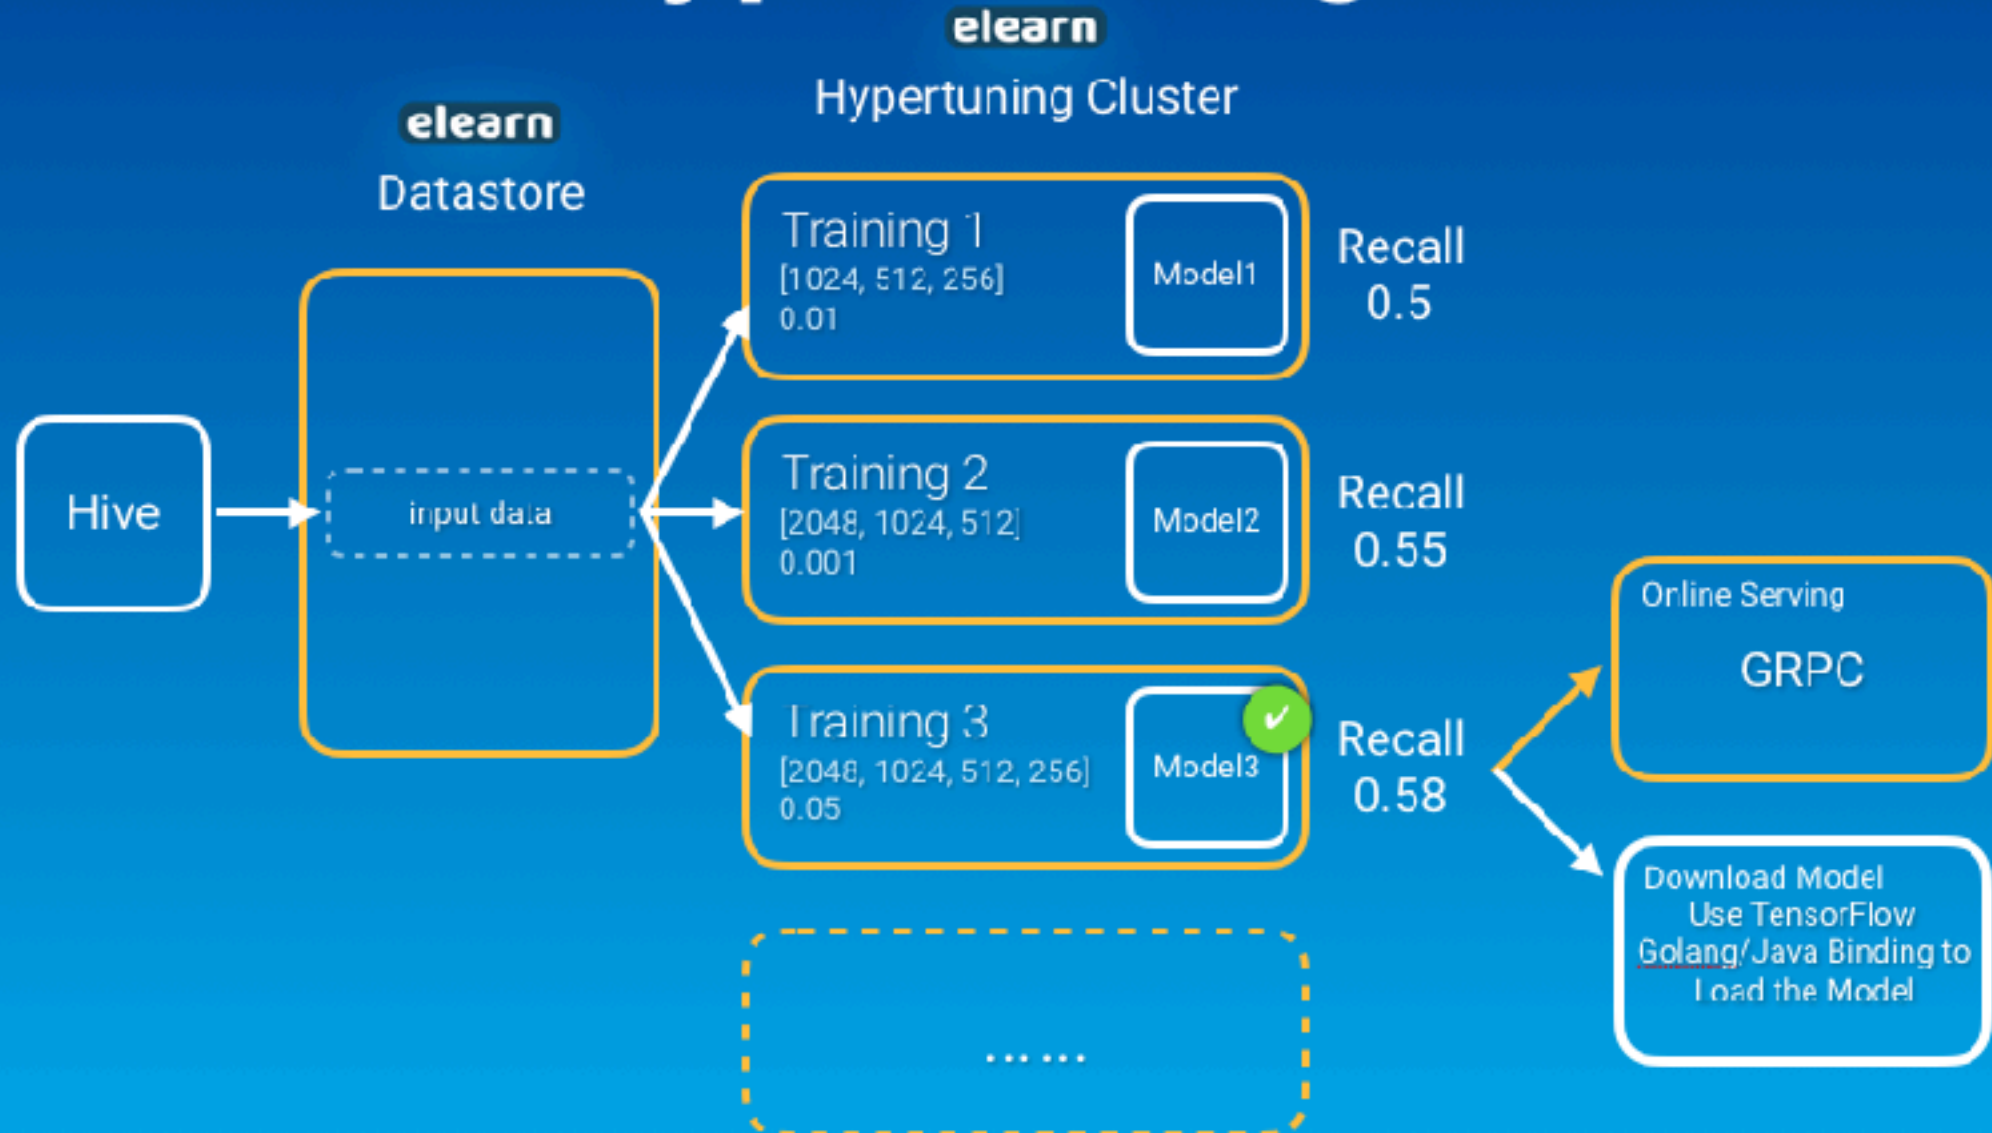 elearn
Hypertuning Cluster
elearn
Datastore
Hive
input data
Training 1
[1024, 512, 256]
0.01
Model1
Recall
0.5
Training 2
[2048, 1024, 512]
0.001
Model2
Recall
0.55
Training 3
[2048, 1024, 512, 256]
0.05
Model3
Recall
0.58
......
Online Serving
GRPC
Download Model
Use TensorFlow
Golang/Java Binding to
Load the Model